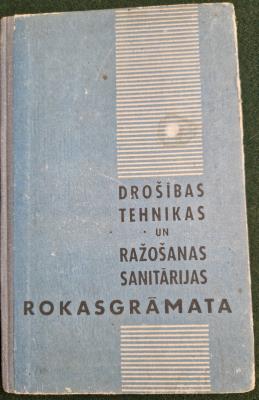 DROŠĪBAS
TEHNIKAS
UN
RAŽOŠANAS
SANITĀRIJAS
ROKASGRĀMATA